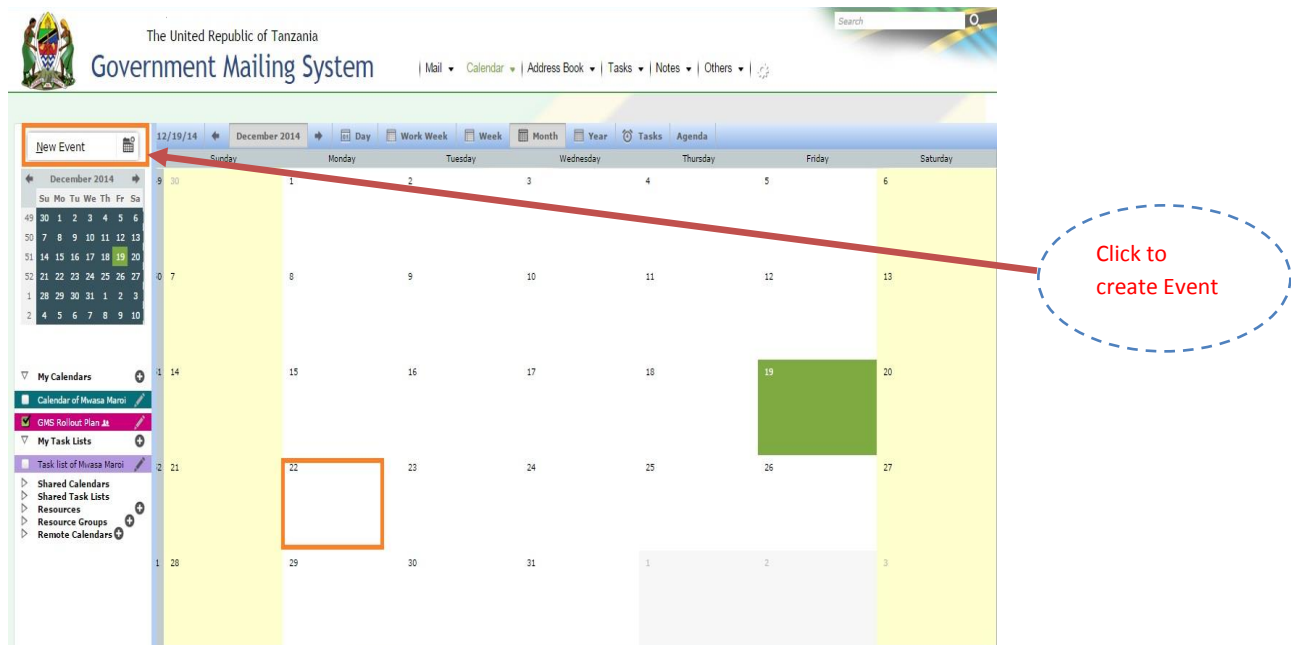 The United Republic of Tanzania
Search
Government Mailing System
| Mail Calendar | Address Book | Tasks | Notes | Others |
New Event
12/19/14 December 2014 Day Work Week Week Month Year Tasks Agenda
Sunday Monday Tuesday Wednesday Thursday Friday Saturday
December 2014
Su Mo Tu We Th Fr Sa
49 30 1 2 3 4 5 6
50 7 8 9 10 11 12 13
51 14 15 16 17 18 19 20
52 21 22 23 24 25 26 27
1 28 29 30 31 1 2 3
2 4 5 6 7 8 9 10
My Calendars
Calendar of Mwasa Maroi
GMS Rollout Plan
My Task Lists
Task list of Mwasa Maroi
Shared Calendars
Shared Task Lists
Resources
Resource Groups
Remote Calendars
9 30 1 2 3 4 5 6
0 7 8 9 10 11 12 13
1 14 15 16 17 18 19 20
2 21 22 23 24 25 26 27
1 28 29 30 31 1 2 3
Click to
create Event